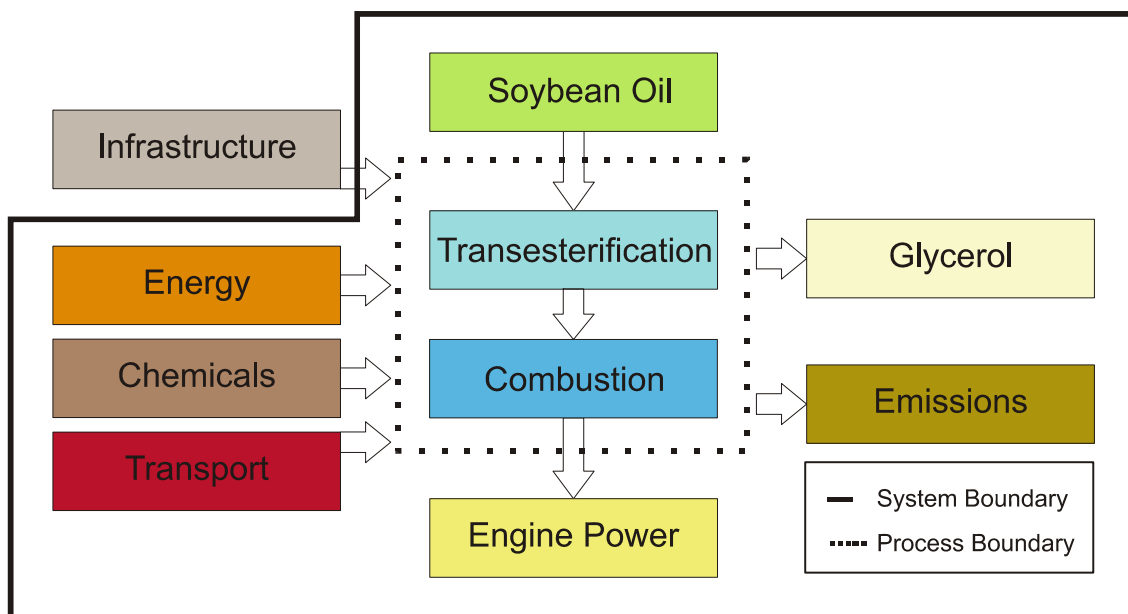 Soybean Oil
Infrastructure
Transesterification
Glycerol
Energy
Chemicals
Combustion
Emissions
Transport
Engine Power
System Boundary
Process Boundary